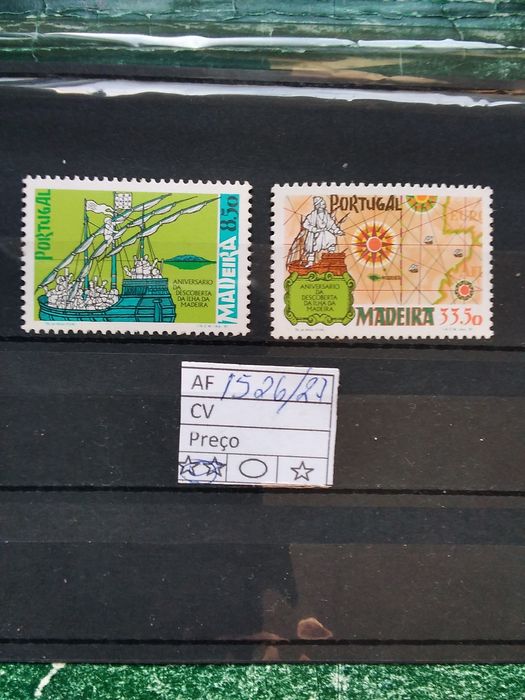 PORTUGAL
MADEIRA 8.50
ANIVERSARIO
DA
DESCOBERTA
DA ILHA DA
MADEIRA
PORTUGAL
ANIVERSARIO
DA
DESCOBERTA
DA ILHA DA
MADEIRA
MADEIRA 33.50
AF 1526/27
CV
Preço